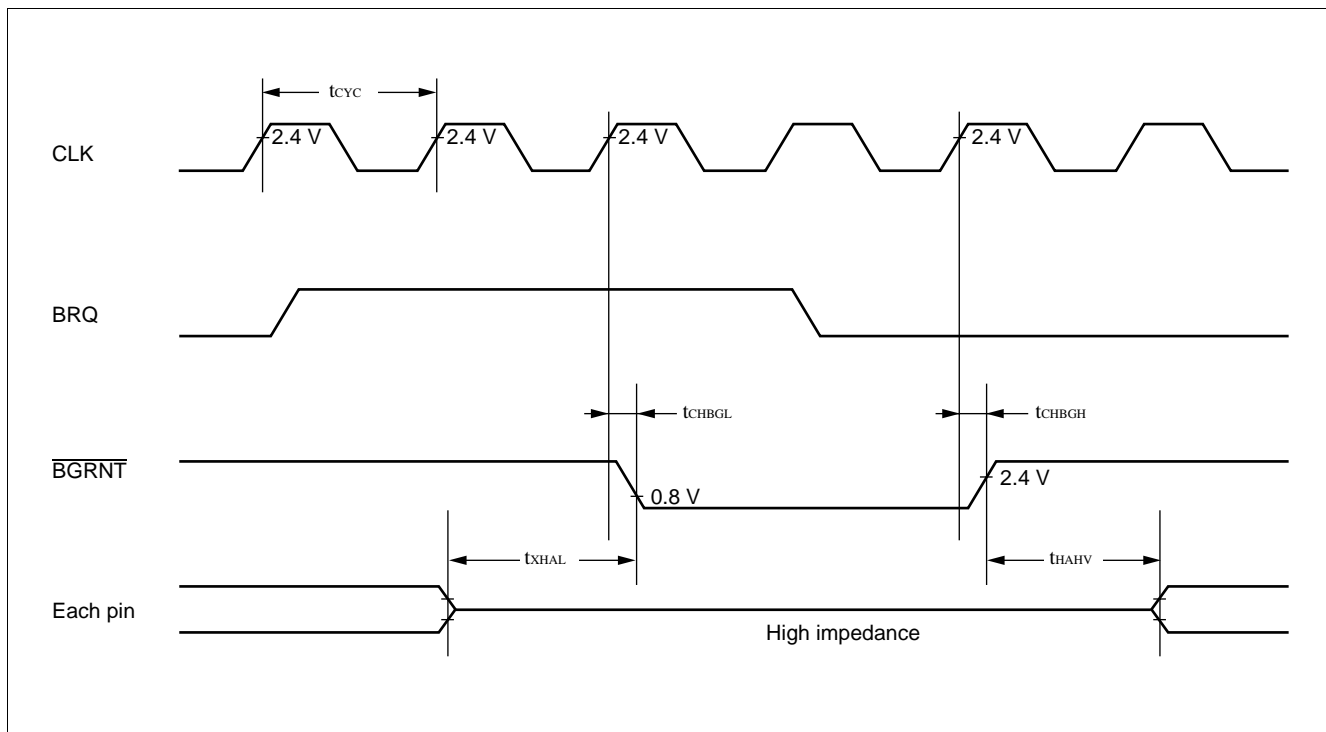 tCYC
2.4 V 2.4 V 2.4 V 2.4 V
CLK
BRQ
tCHBGL tCHBGH
BGRNT
2.4 V
0.8 V
tXHAL tHAHV
Each pin
High impedance